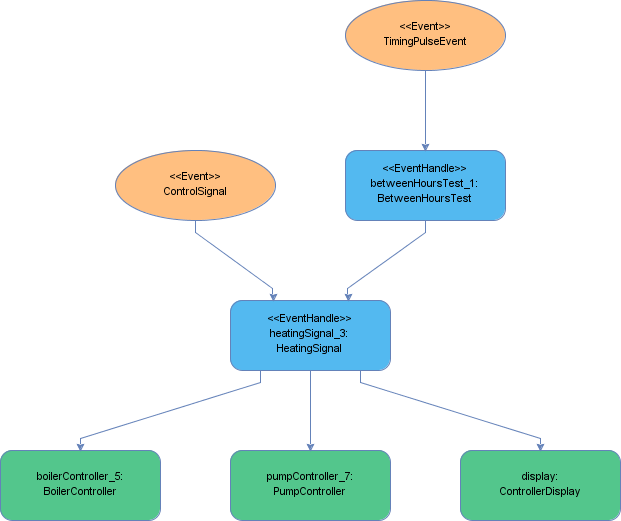 <<Event>>
TimingPulseEvent
<<Event>>
ControlSignal
<<EventHandle>>
betweenHoursTest_1:
BetweenHoursTest
<<EventHandle>>
heatingSignal_3:
HeatingSignal
boilerController_5:
BoilerController
pumpController_7:
PumpController
display:
ControllerDisplay